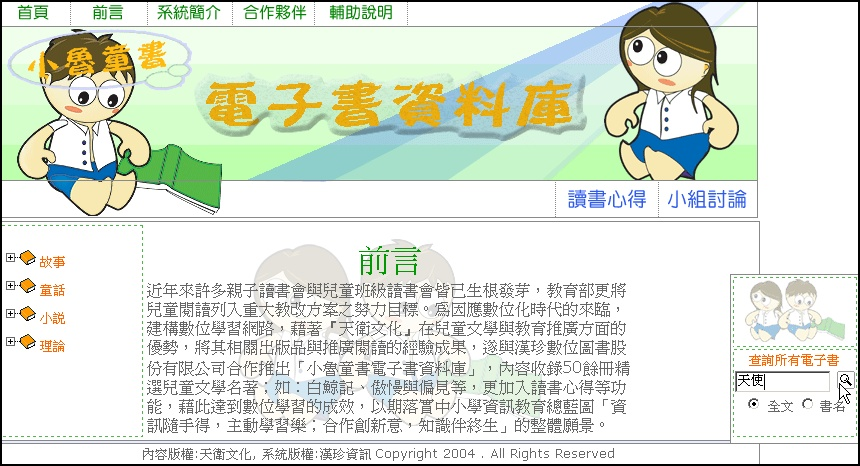 首頁 前言 系統簡介 合作夥伴 輔助說明
小魯童書
電子書資料庫
讀書心得 小組討論
故事
童話
小說
理論
前言
近年來許多親子讀書會與兒童班級讀書會皆已生根發芽，教育部更將
兒童閱讀列入重大教改方案之努力目標。為因應數位化時代的來臨，
建構數位學習網路，藉著『天衛文化』在兒童文學與教育推廣方面的
優勢，將其相關出版品與推廣閱讀的經驗成果，遂與漢珍數位圖書股
份有限公司合作推出「小魯童書電子書資料庫」，內容收錄50餘冊精
選兒童文學名著；如：白鯨記、傲慢與偏見等，更加入讀書心得等功
能，藉此達到數位學習的成效，以期落實中小學資訊教育總藍圖「資
訊隨手得，主動學習樂；合作創新意，知識伴終生」的整體願景。
查詢所有電子書
天使
全文 書名
內容版權:天衛文化, 系統版權:漢珍資訊 Copyright 2004 . All Rights Reserved